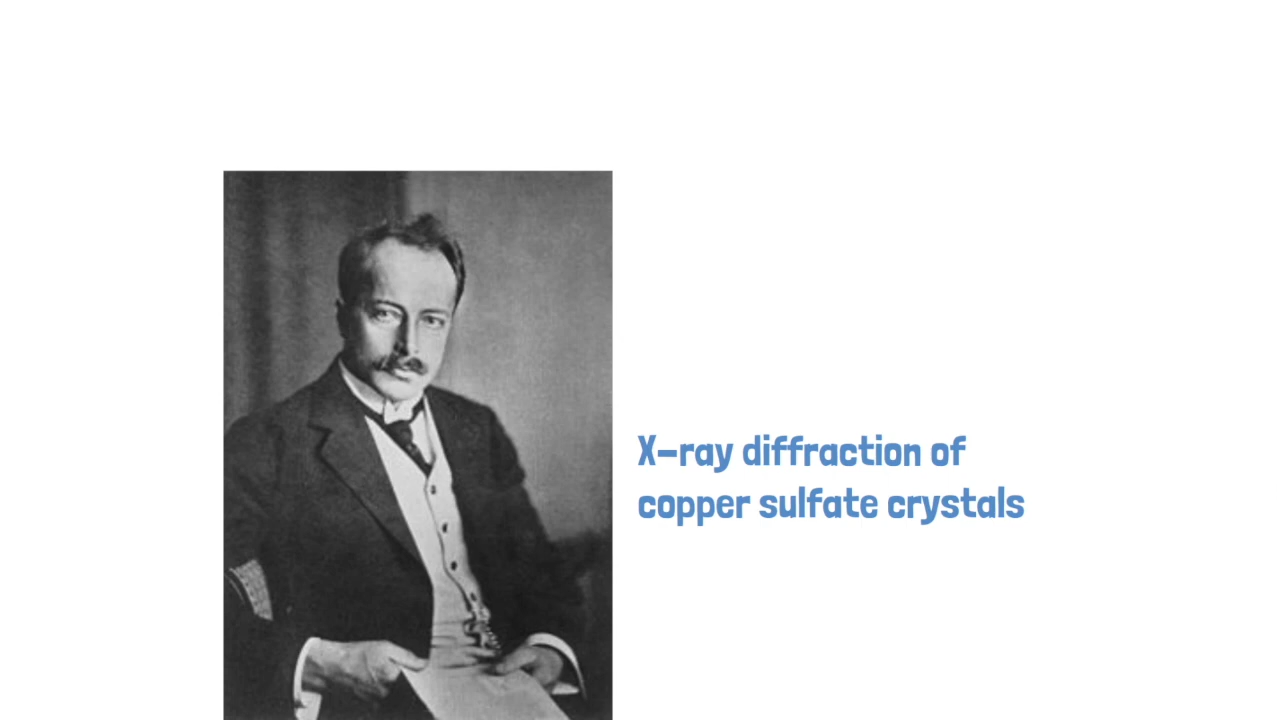 X-ray diffraction of
copper sulfate crystals